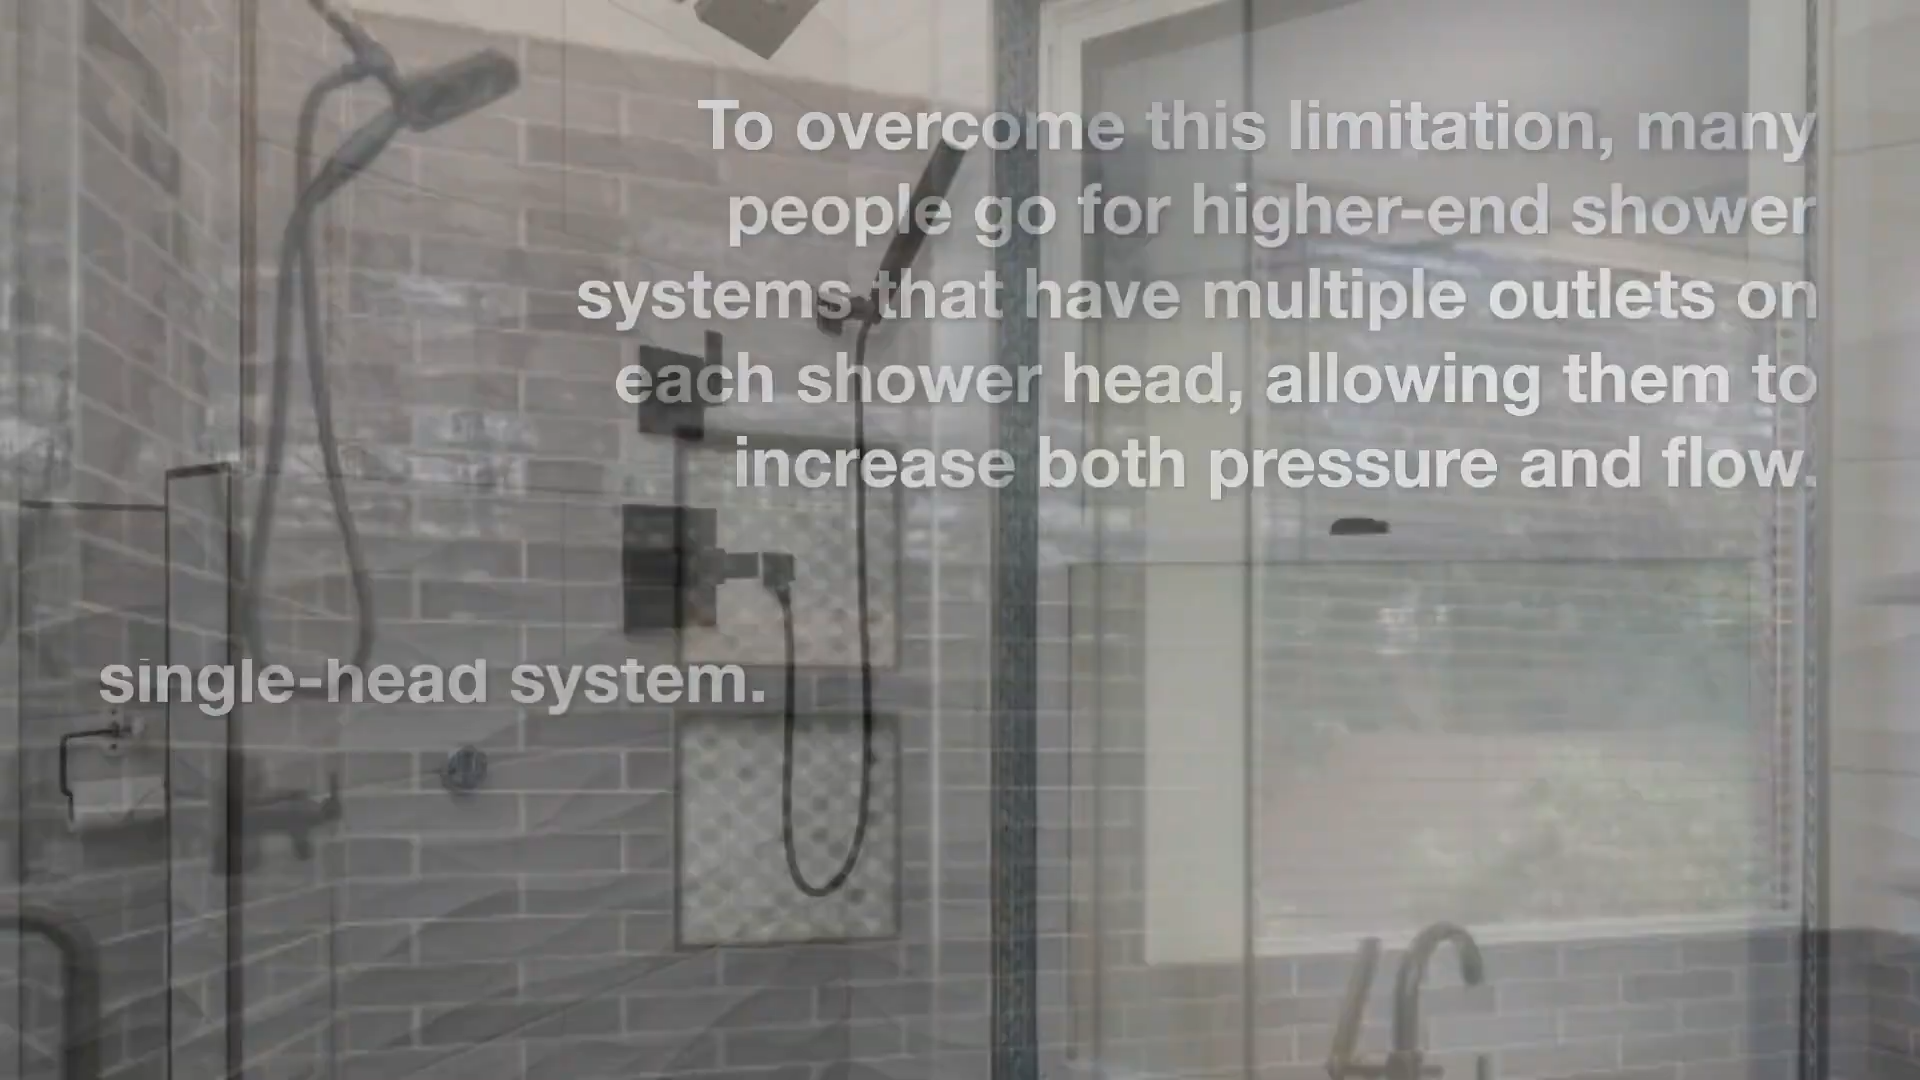 To overcome this limitation, many
people go for higher-end shower
systems that have multiple outlets on
each shower head, allowing them to
increase both pressure and flow.
single-head system.